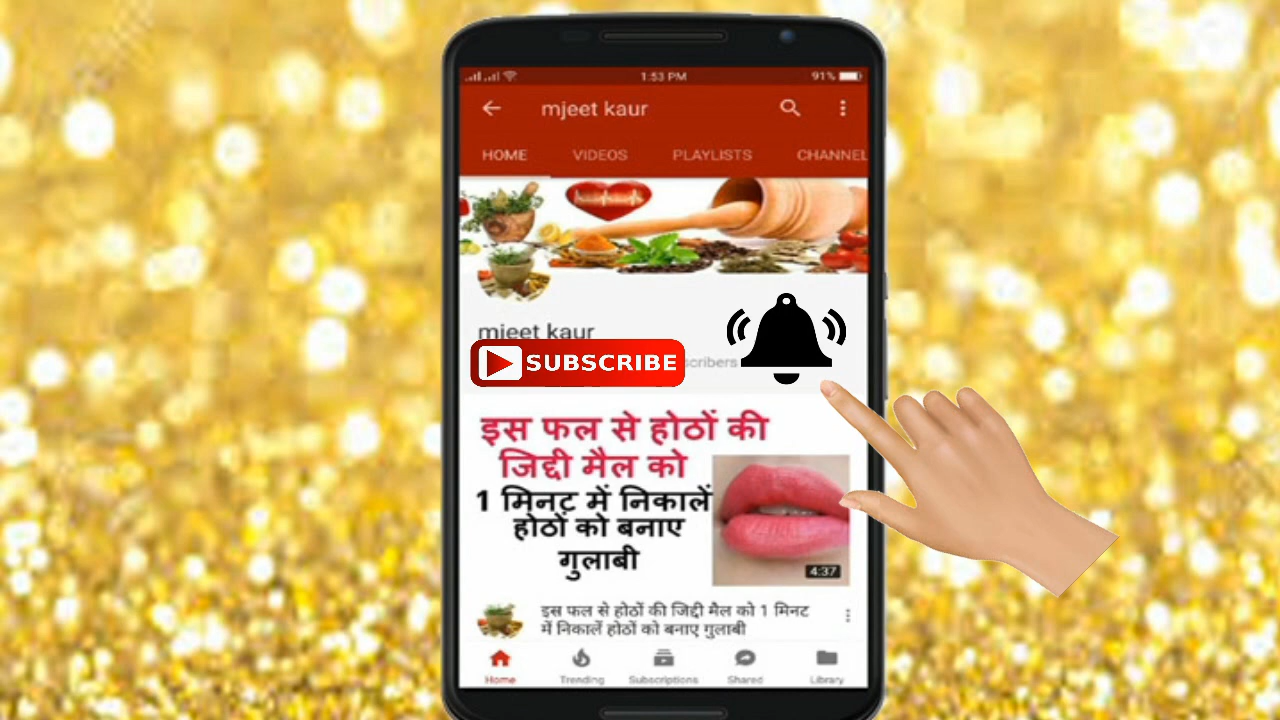 1:53 PM
91%
mjeet kaur
HOME VIDEOS PLAYLISTS CHANNEL
mjeet kaur
SUBSCRIBE scribers
इस फल से होठों की
जिद्दी मैल को
1 मिनट में निकालें
होठों को बनाए
गुलाबी
4:37
इस फल से होठों की जिद्दी मैल को 1 मिनट
में निकालें होठों को बनाए गुलाबी
Home Trending Subscriptions Shared Library